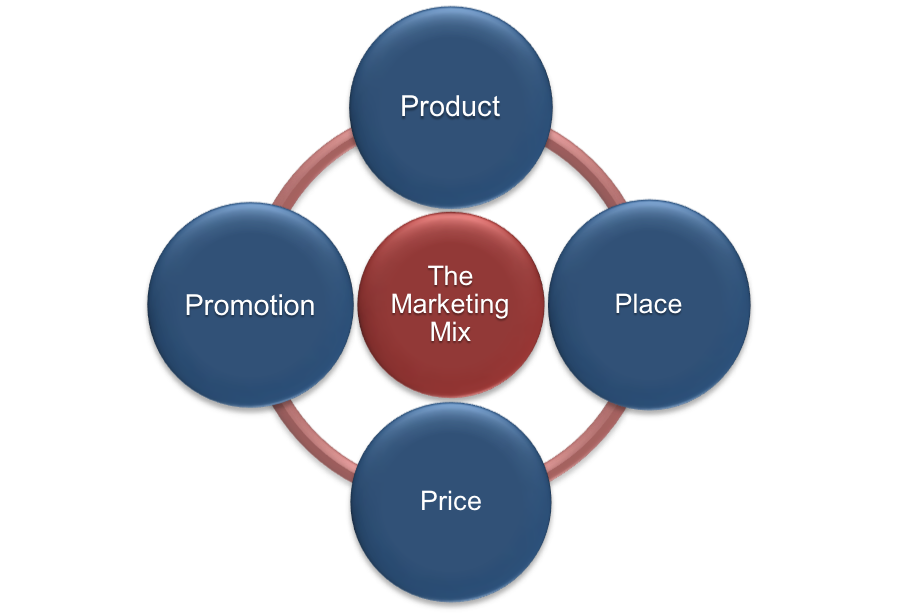 Product
Promotion
The
Marketing
Mix
Place
Price